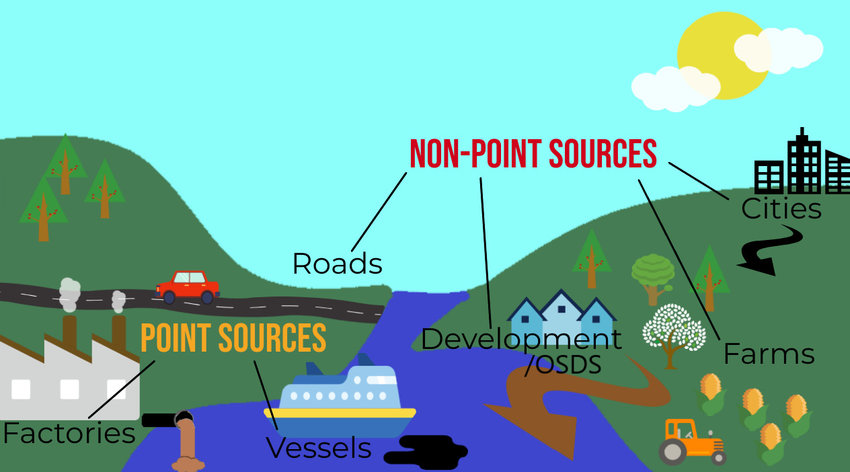 NON-POINT SOURCES
Cities
Roads
POINT SOURCES
Development
/OSDS
Farms
Factories
Vessels